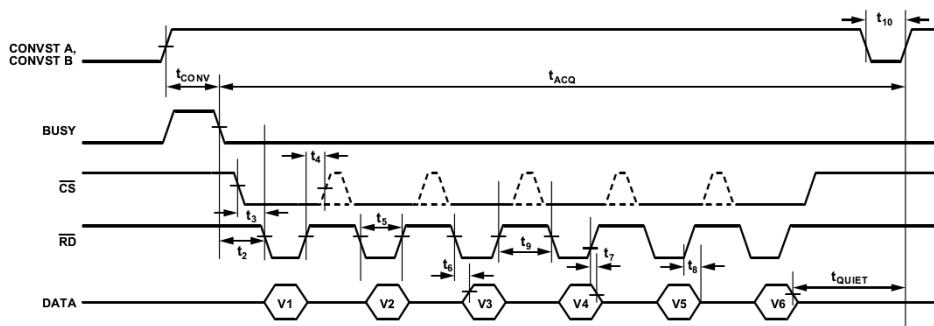 t10
CONVST A,
CONVST B
tCONV
tACQ
BUSY
t4
CS
t3
t5
RD
t2
t6
t9
t7
t8
tQUIET
DATA V1 V2 V3 V4 V5 V6